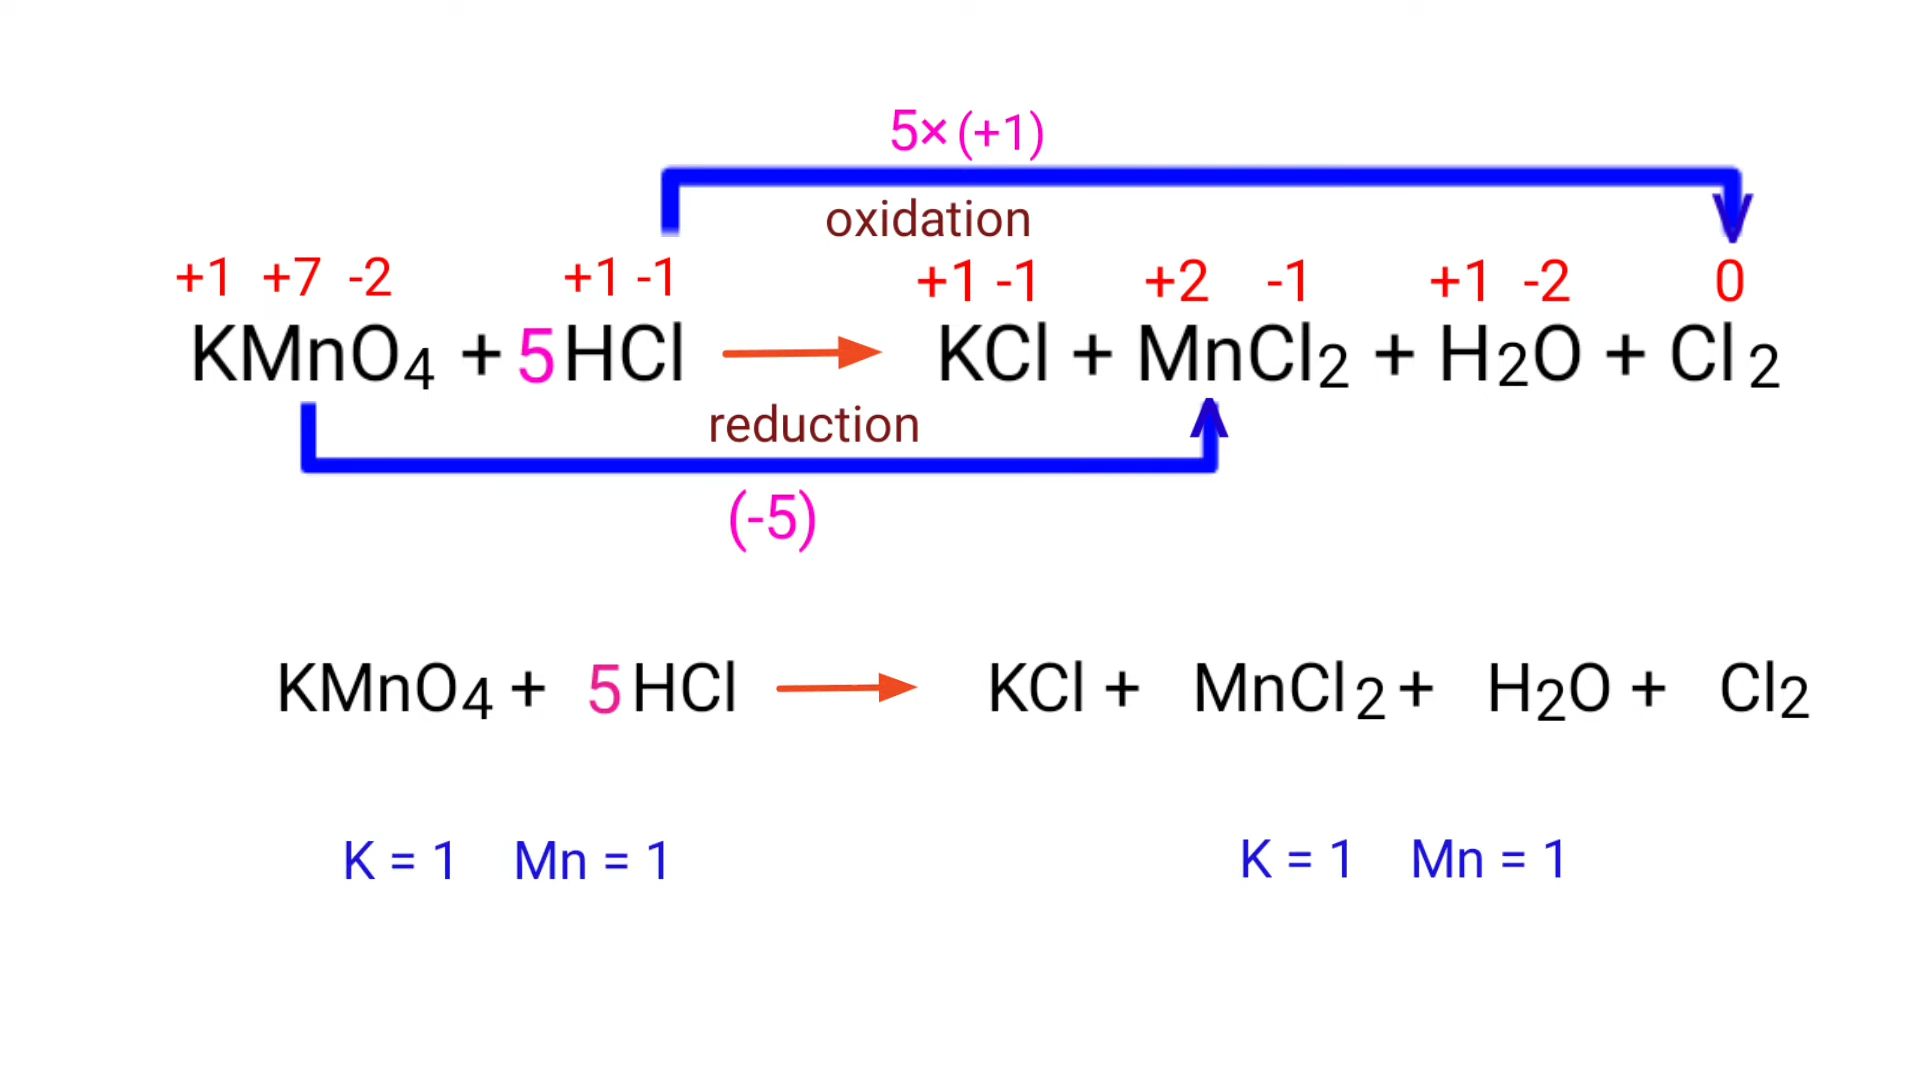 5×(+1)
oxidation
+1 +7 -2 +1 -1 +1 -1 +2 -1 +1 -2 0
KMnO4 + 5HCl → KCl + MnCl2 + H2O + Cl2
reduction
(-5)
KMnO4 + 5HCl → KCl + MnCl2 + H2O + Cl2
K = 1 Mn = 1 K = 1 Mn = 1